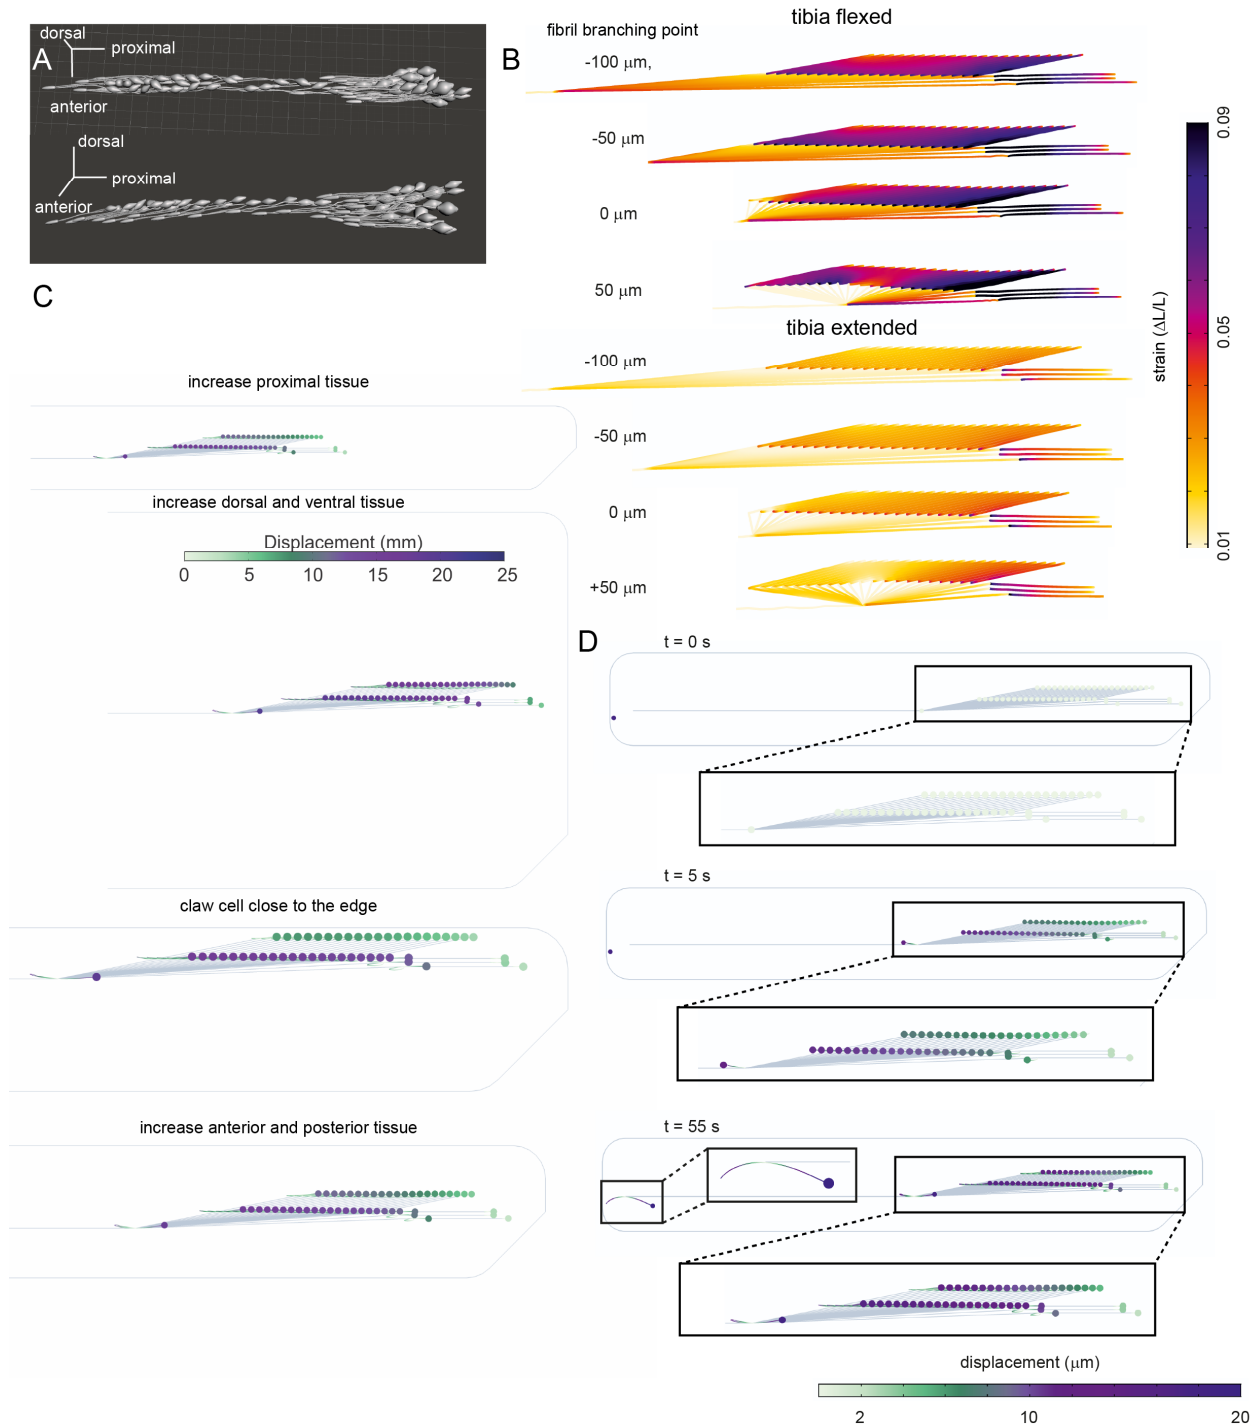 A
dorsal
proximal
anterior
dorsal
proximal
anterior
B
tibia flexed
fibril branching point
-100 μm,
-50 μm
0 μm
50 μm
tibia extended
-100 μm
-50 μm
0 μm
+50 μm
0.09
0.05
0.01
strain (ΔL/L)
C
increase proximal tissue
increase dorsal and ventral tissue
Displacement (mm)
0 5 10 15 20 25
claw cell close to the edge
increase anterior and posterior tissue
D
t = 0 s
t = 5 s
t = 55 s
displacement (μm)
2 10 20